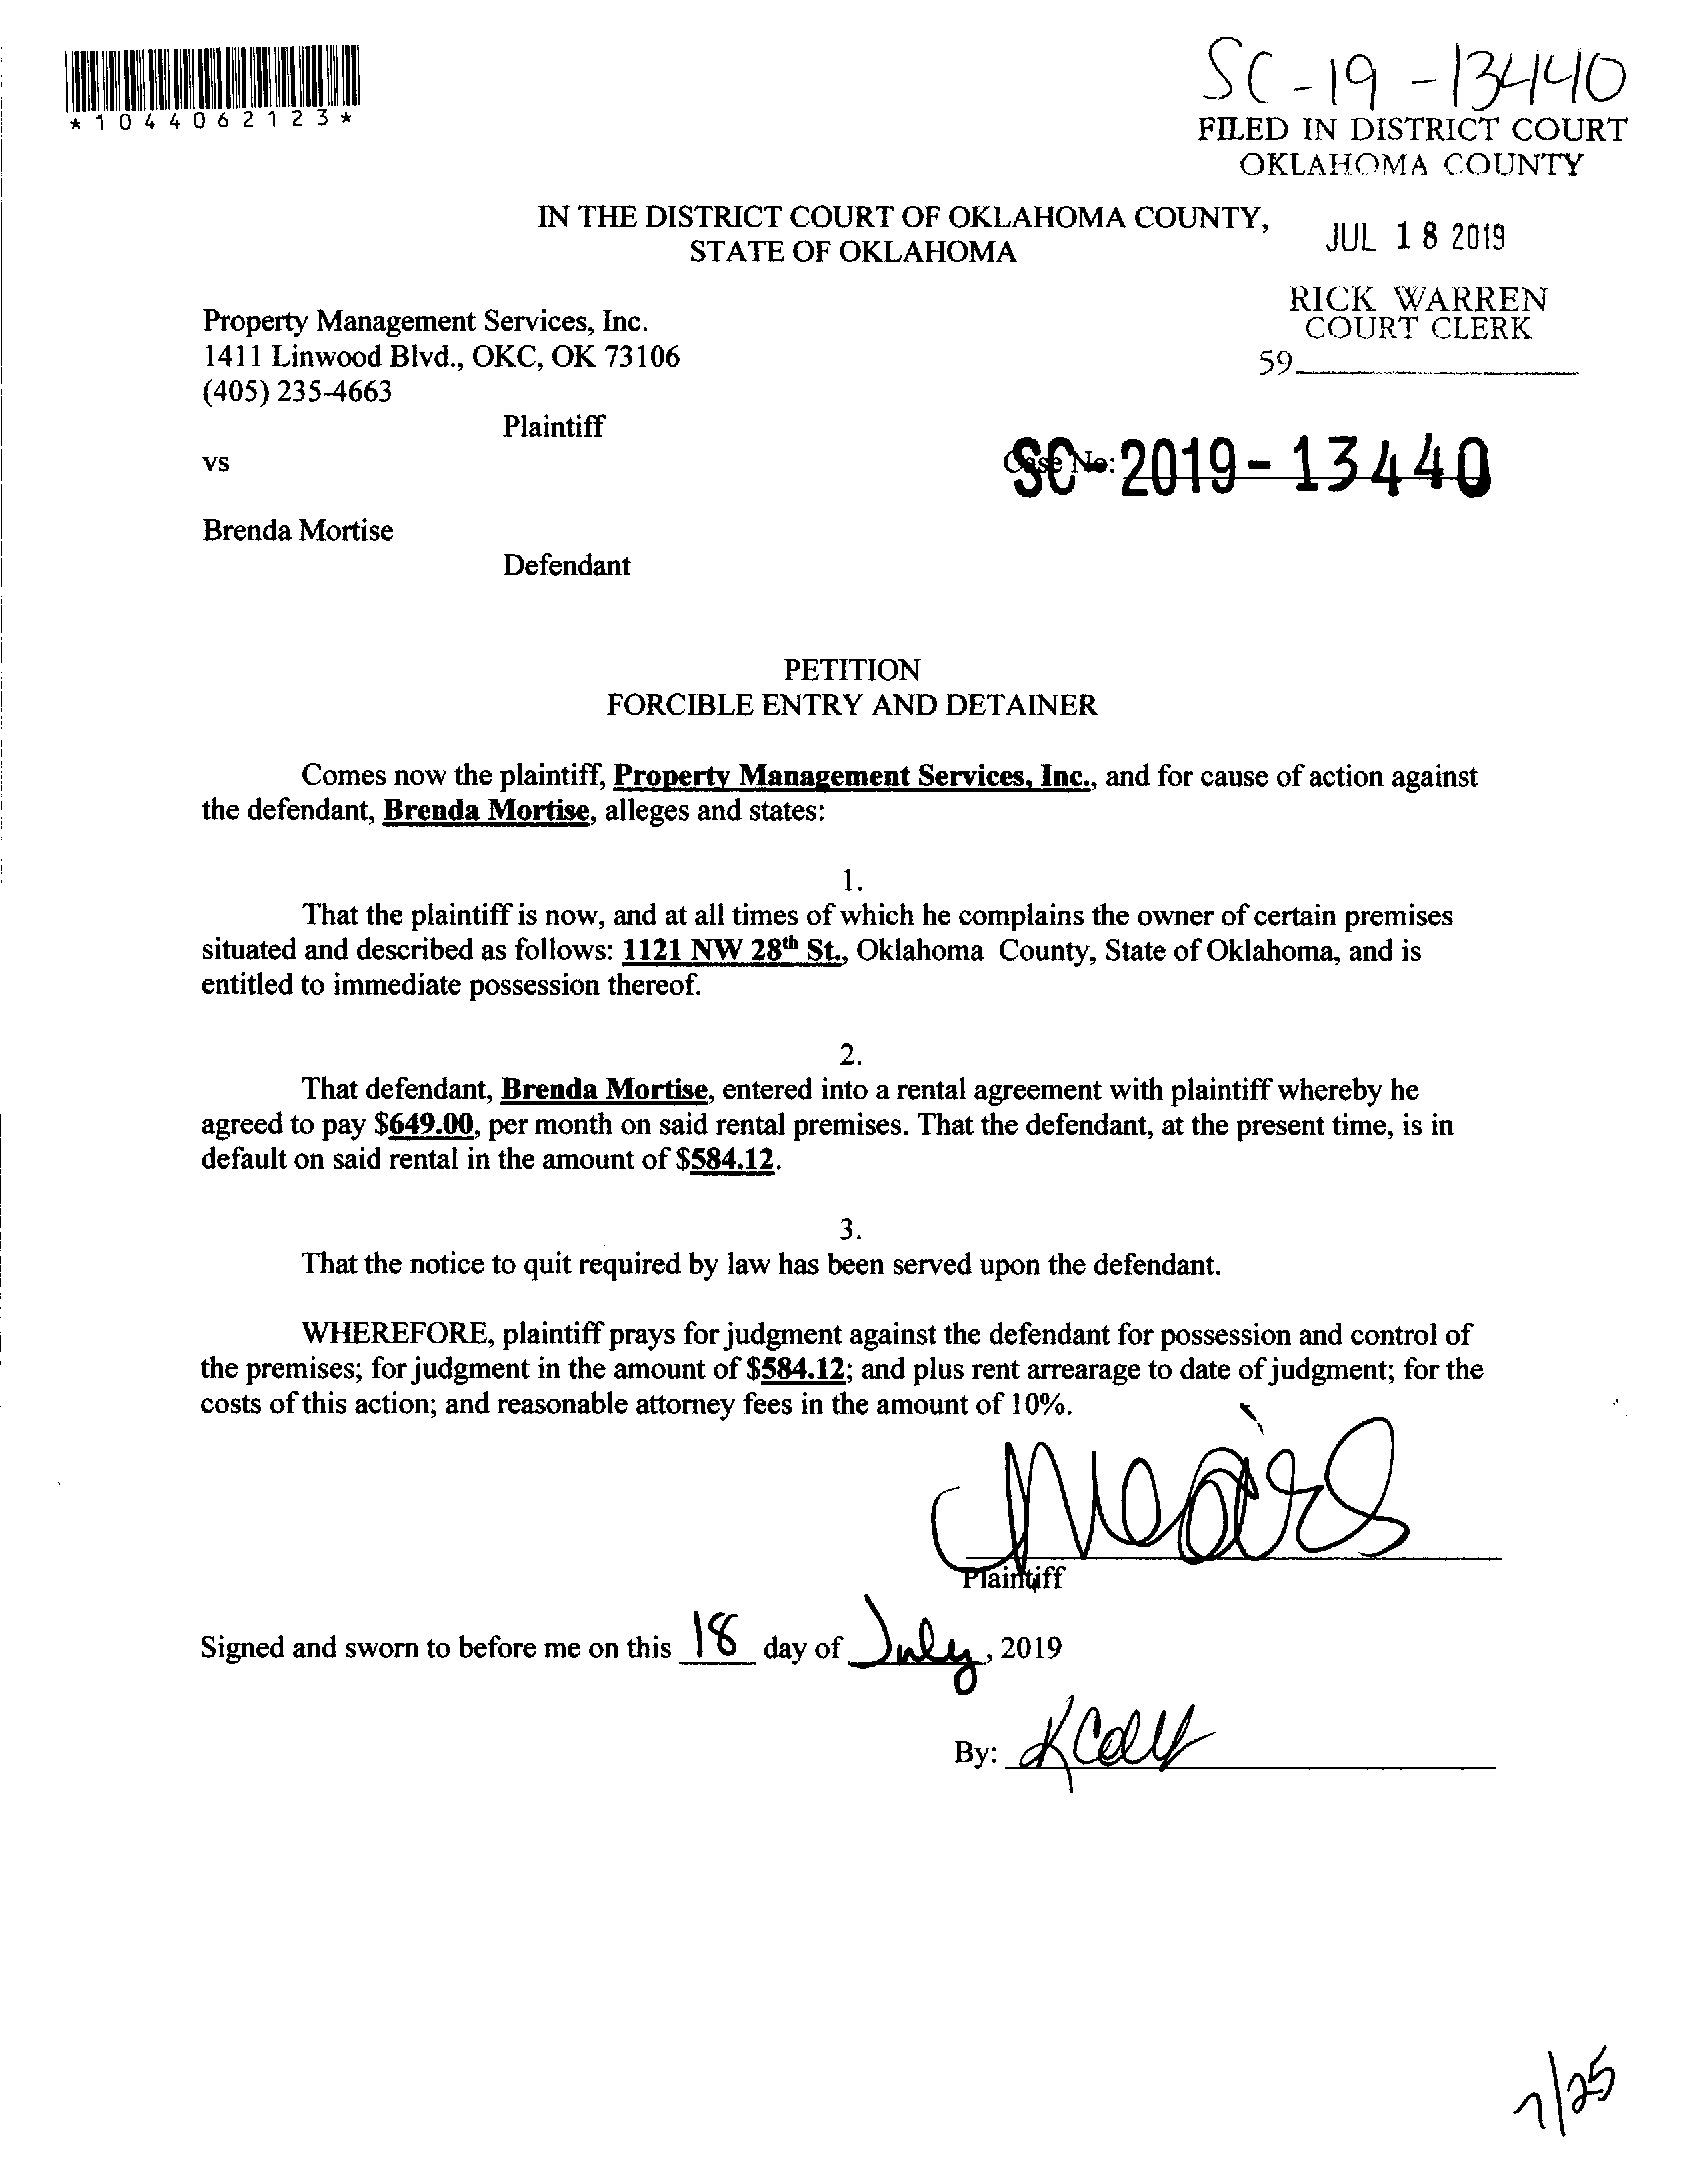 *1044062123*
SC-19-13440
FILED IN DISTRICT COURT
OKLAHOMA COUNTY
IN THE DISTRICT COURT OF OKLAHOMA COUNTY,
STATE OF OKLAHOMA
JUL 18 2019
RICK WARREN
COURT CLERK
59
Property Management Services, Inc.
1411 Linwood Blvd., OKC, OK 73106
(405) 235-4663
Plaintiff
vs
Case No:
SC-2019-13440
Brenda Mortise
Defendant
PETITION
FORCIBLE ENTRY AND DETAINER
Comes now the plaintiff, Property Management Services, Inc., and for cause of action against
the defendant, Brenda Mortise, alleges and states:
1.
That the plaintiff is now, and at all times of which he complains the owner of certain premises
situated and described as follows: 1121 NW 28th St., Oklahoma County, State of Oklahoma, and is
entitled to immediate possession thereof.
2.
That defendant, Brenda Mortise, entered into a rental agreement with plaintiff whereby he
agreed to pay $649.00, per month on said rental premises. That the defendant, at the present time, is in
default on said rental in the amount of $584.12.
3.
That the notice to quit required by law has been served upon the defendant.
WHEREFORE, plaintiff prays for judgment against the defendant for possession and control of
the premises; for judgment in the amount of $584.12; and plus rent arrearage to date of judgment; for the
costs of this action; and reasonable attorney fees in the amount of 10%.
Plaintiff
Signed and sworn to before me on this 18 day of July, 2019
By:
7/25